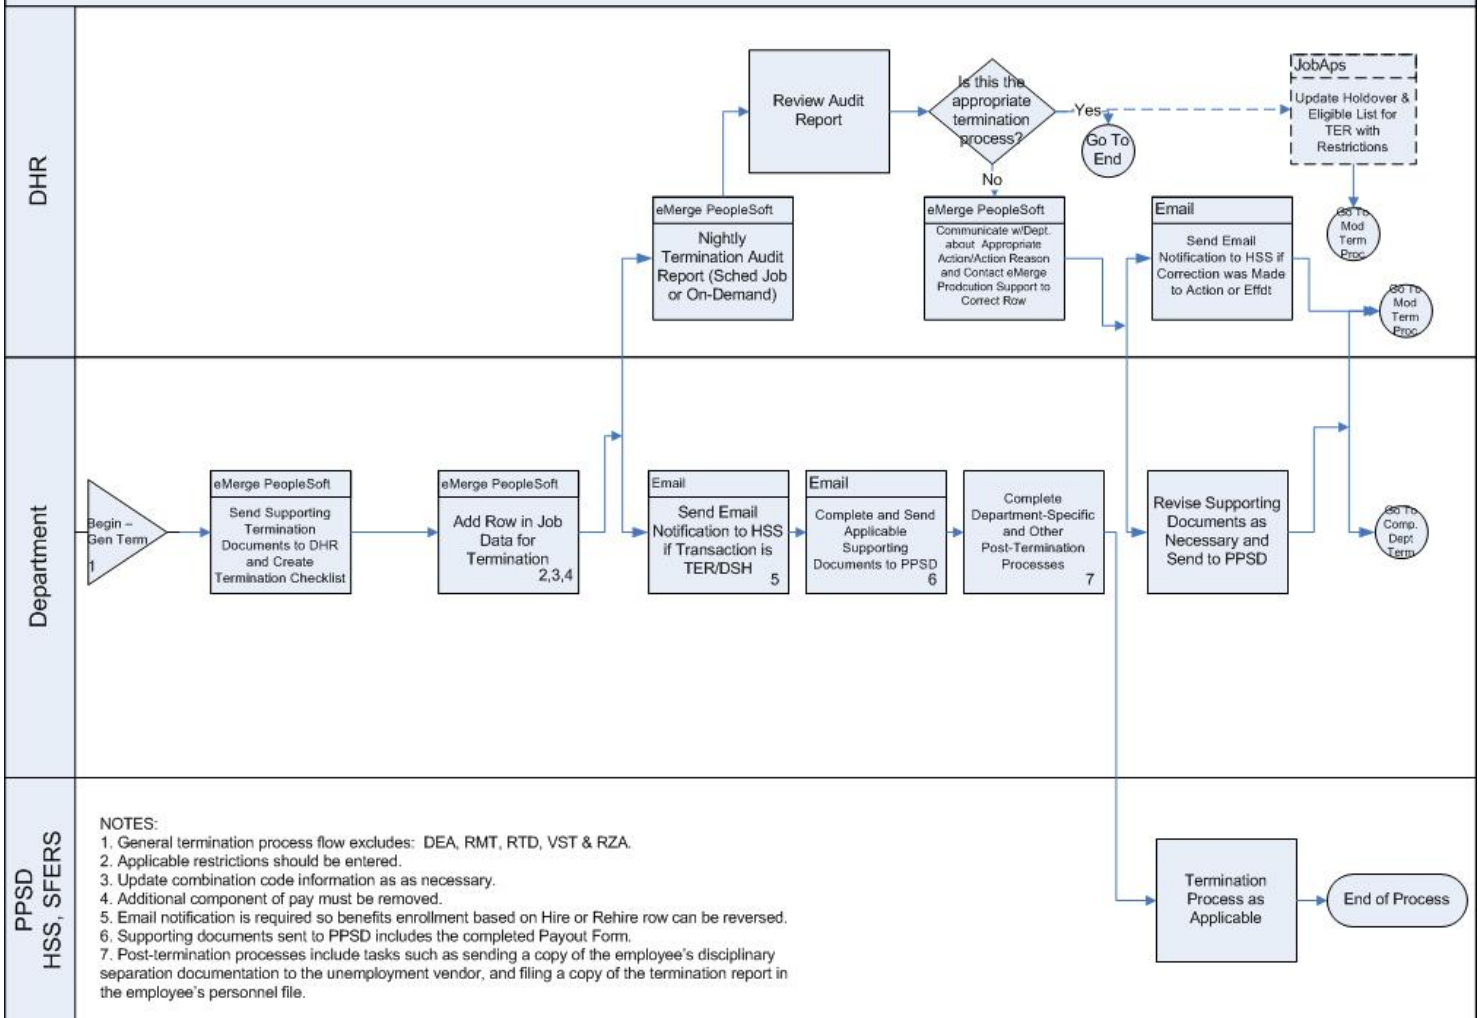 DHR
Review Audit
Report
Is this the
appropriate
termination
process?
Yes
No
Go To
End
JobAps
Update Holdover &
Eligible List for
TER with
Restrictions
Go To
Mod
Term
Proc
eMerge PeopleSoft
Nightly
Termination Audit
Report (Sched Job
or On-Demand)
eMerge PeopleSoft
Communicate w/Dept.
about Appropriate
Action/Action Reason
and Contact eMerge
Prodcution Support to
Correct Row
Email
Send Email
Notification to HSS if
Correction was Made
to Action or Effdt
Go To
Mod
Term
Proc
Department
Begin –
Gen Term
1
eMerge PeopleSoft
Send Supporting
Termination
Documents to DHR
and Create
Termination Checklist
eMerge PeopleSoft
Add Row in Job
Data for
Termination
2,3,4
Email
Send Email
Notification to HSS
if Transaction is
TER/DSH
5
Email
Complete and Send
Applicable
Supporting
Documents to PPSD
6
Complete
Department-Specific
and Other
Post-Termination
Processes
7
Revise Supporting
Documents as
Necessary and
Send to PPSD
Go To
Comp.
Dept
Term
PPSD
HSS, SFERS
NOTES:
1. General termination process flow excludes: DEA, RMT, RTD, VST & RZA.
2. Applicable restrictions should be entered.
3. Update combination code information as as necessary.
4. Additional component of pay must be removed.
5. Email notification is required so benefits enrollment based on Hire or Rehire row can be reversed.
6. Supporting documents sent to PPSD includes the completed Payout Form.
7. Post-termination processes include tasks such as sending a copy of the employee's disciplinary
separation documentation to the unemployment vendor, and filing a copy of the termination report in
the employee's personnel file.
Termination
Process as
Applicable
End of Process